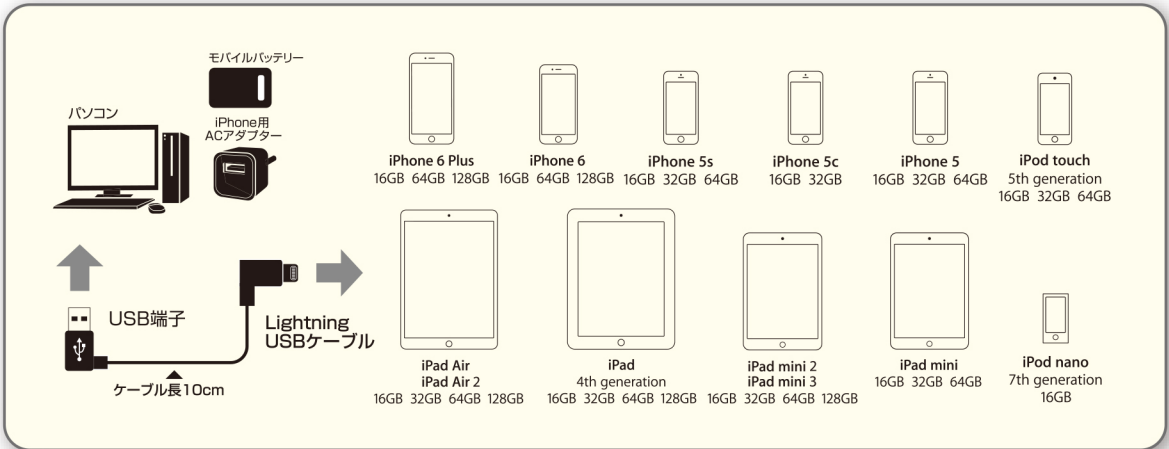 モバイルバッテリー
パソコン
iPhone用
ACアダプター
USB端子
Lightning
USBケーブル
ケーブル長10cm
iPhone 6 Plus
16GB 64GB 128GB
iPhone 6
16GB 64GB 128GB
iPhone 5s
16GB 32GB 64GB
iPhone 5c
16GB 32GB
iPhone 5
16GB 32GB 64GB
iPod touch
5th generation
16GB 32GB 64GB
iPad Air
iPad Air 2
16GB 32GB 64GB 128GB
iPad
4th generation
16GB 32GB 64GB 128GB
iPad mini 2
iPad mini 3
16GB 32GB 64GB 128GB
iPad mini
16GB 32GB 64GB
iPod nano
7th generation
16GB